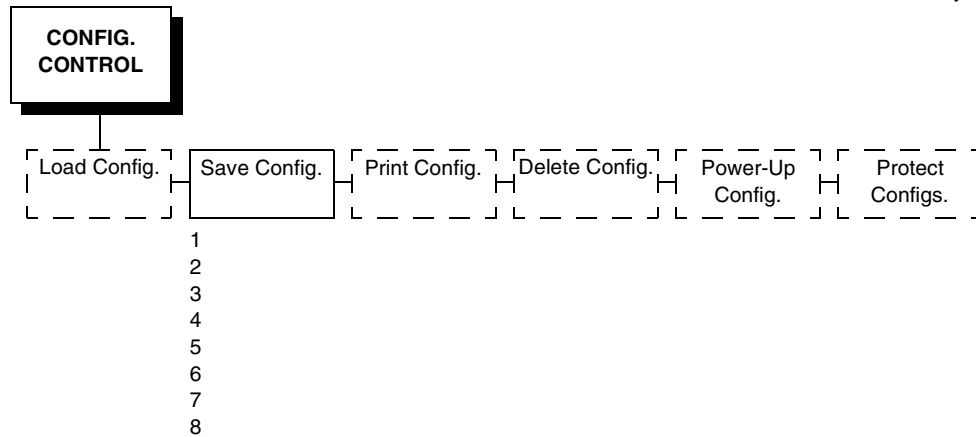 CONFIG.
CONTROL
Load Config.
Save Config.
Print Config.
Delete Config.
Power-Up
Config.
Protect
Configs.
1
2
3
4
5
6
7
8